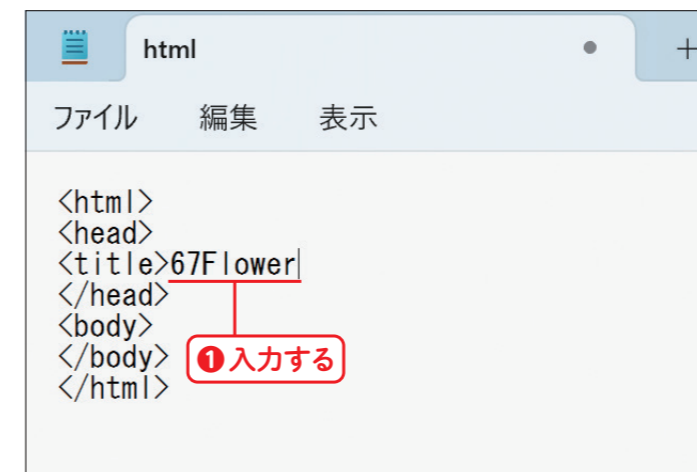 html
ファイル 編集 表示
<html>
<head>
<title>67Flower
</head>
<body>
</body>
❶入力する
</html>